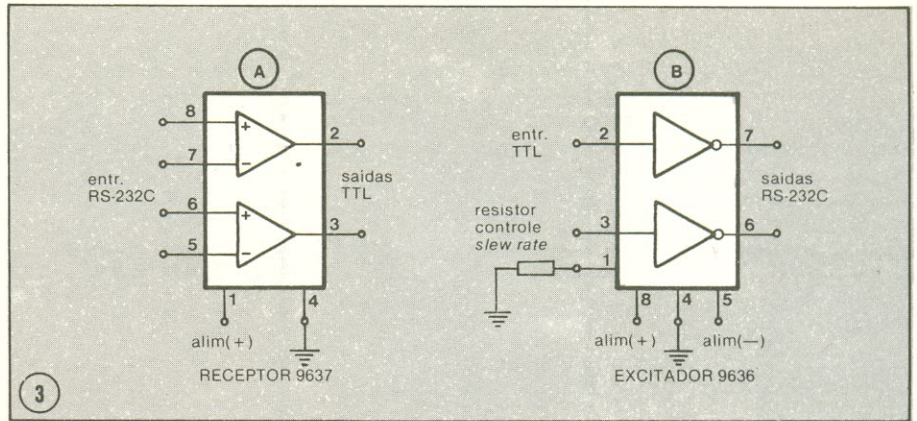 A
8
+
7
−
6
+
5
−
2
3
entr.
RS-232C
saidas
TTL
1
4
alim(+)
RECEPTOR 9637
B
entr.
TTL
2
3
7
6
saidas
RS-232C
resistor
controle
slew rate
1
8
4
5
alim(+)
alim(—)
EXCITADOR 9636
3